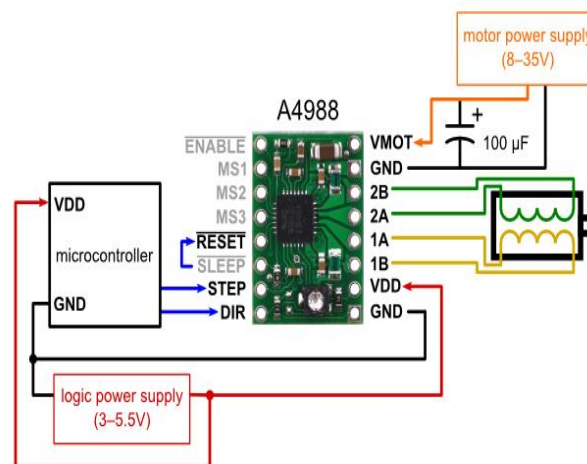 motor power supply
(8–35V)
A4988
ENABLE
VMOT
100 µF
MS1
GND
MS2
2B
MS3
2A
VDD
RESET
1A
microcontroller
SLEEP
1B
GND
STEP
VDD
DIR
GND
logic power supply
(3–5.5V)
+